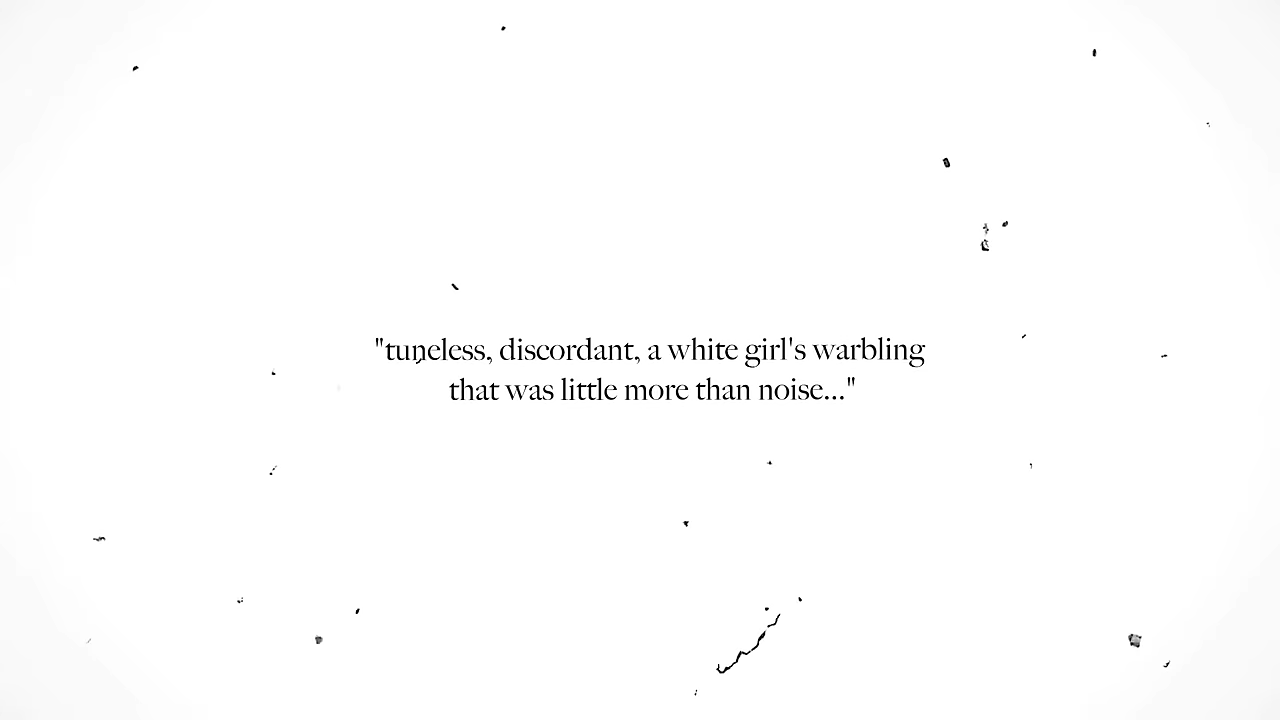 "tuneless, discordant, a white girl's warbling
that was little more than noise..."